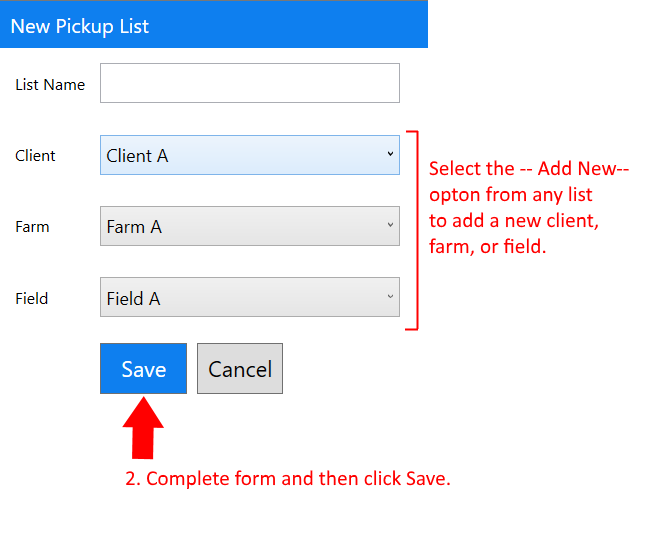 New Pickup List
List Name
Client
Client A
Select the -- Add New--
opton from any list
to add a new client,
farm, or field.
Farm
Farm A
Field
Field A
Save
Cancel
2. Complete form and then click Save.